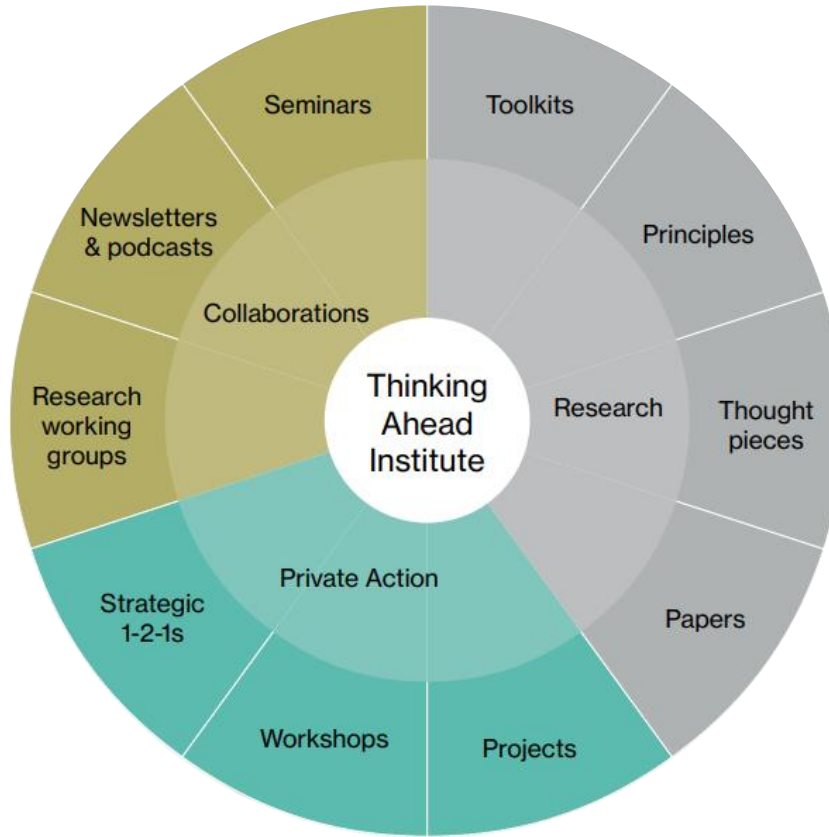 Seminars
Toolkits
Newsletters
& podcasts
Principles
Collaborations
Research
working
groups
Thinking
Ahead
Institute
Research
Thought
pieces
Strategic
1-2-1s
Private Action
Papers
Workshops
Projects